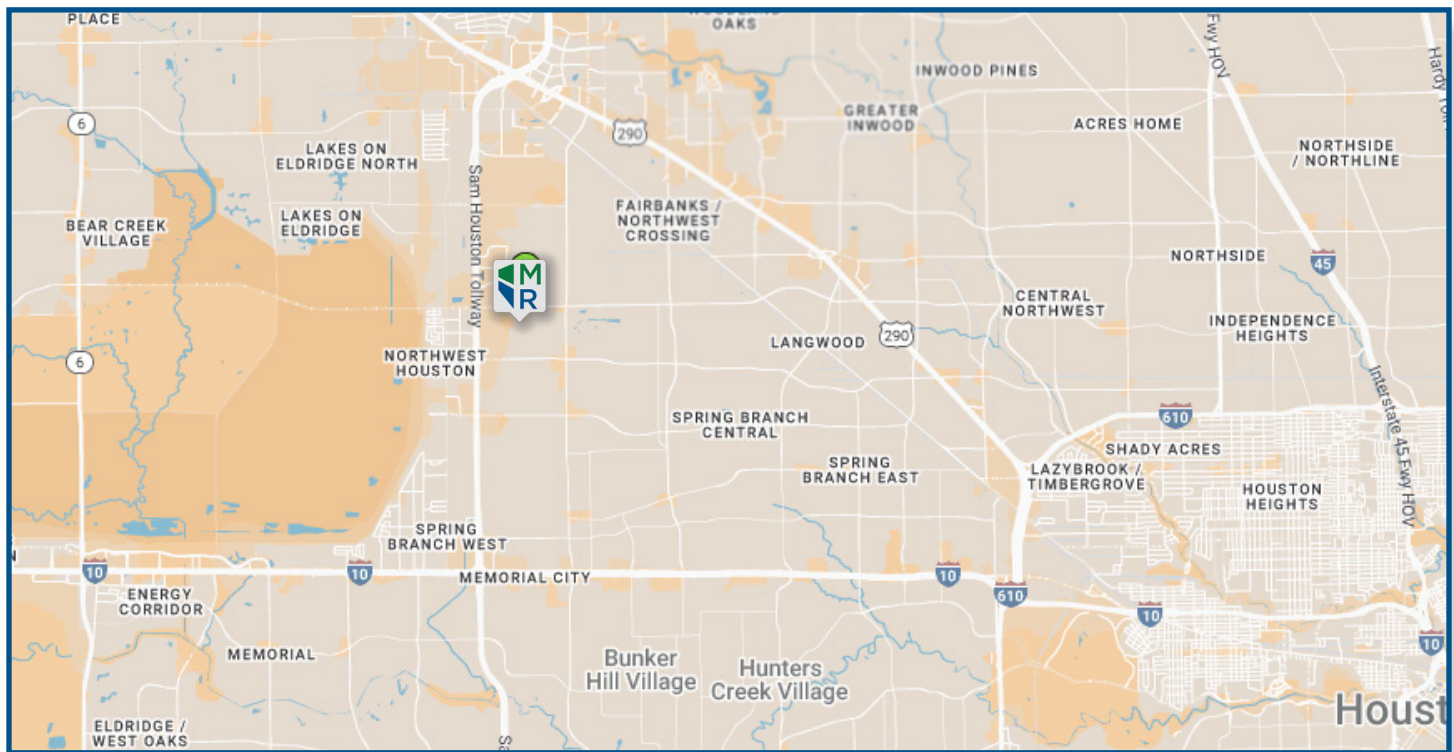 PLACE
OAKS
Fwy HOV
INWOOD PINES
6
290
GREATER
INWOOD
ACRES HOME
LAKES ON
ELDRIDGE NORTH
NORTHSIDE
/ NORTHLINE
Sam Houston Tollway
FAIRBANKS /
NORTHWEST
CROSSING
LAKES ON
ELDRIDGE
BEAR CREEK
VILLAGE
NORTHSIDE
45
M
R
CENTRAL
NORTHWEST
INDEPENDENCE
HEIGHTS
LANGWOOD
290
6
NORTHWEST
HOUSTON
Interstate 45 Fwy HOV
SPRING BRANCH
CENTRAL
610
SHADY ACRES
SPRING
BRANCH EAST
LAZYBROOK /
TIMBERGROVE
HOUSTON
HEIGHTS
SPRING
BRANCH WEST
10
10
MEMORIAL CITY
10
610
ENERGY
CORRIDOR
10
10
MEMORIAL
Bunker
Hill Village
Hunters
Creek Village
Houst
ELDRIDGE /
WEST OAKS